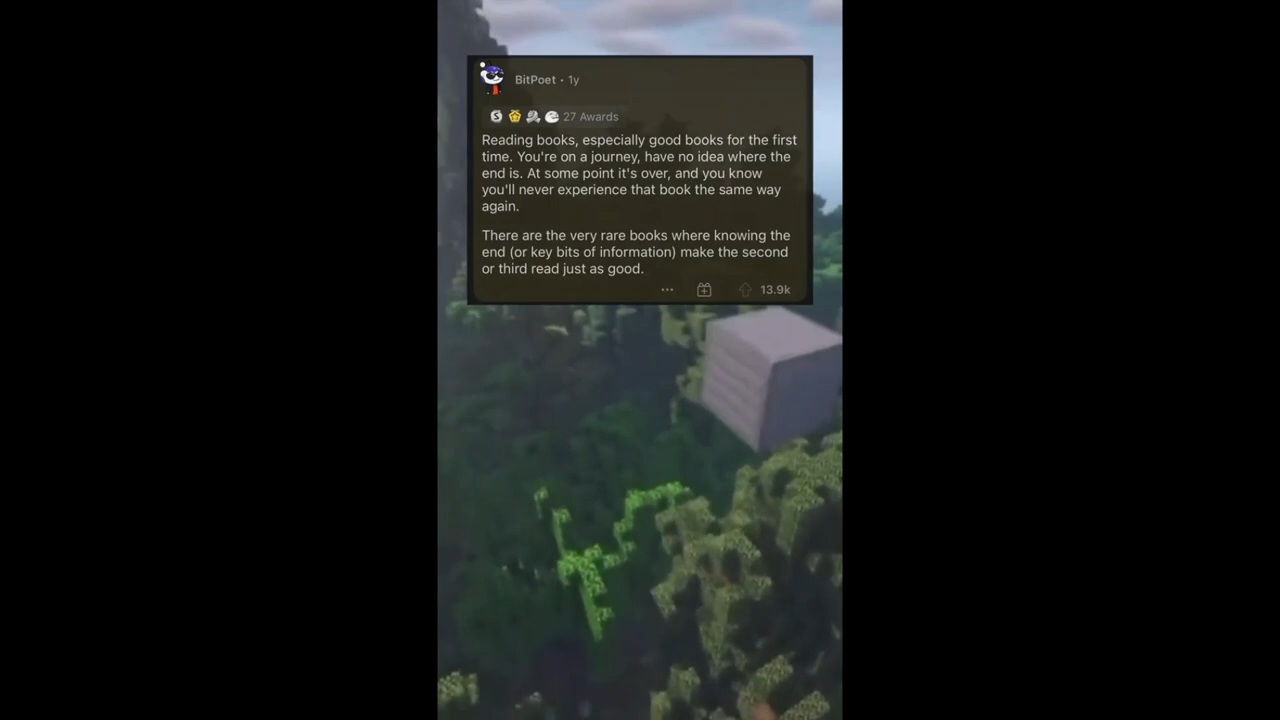 BitPoet · 1y
27 Awards
Reading books, especially good books for the first
time. You're on a journey, have no idea where the
end is. At some point it's over, and you know
you'll never experience that book the same way
again.
There are the very rare books where knowing the
end (or key bits of information) make the second
or third read just as good.
13.9k